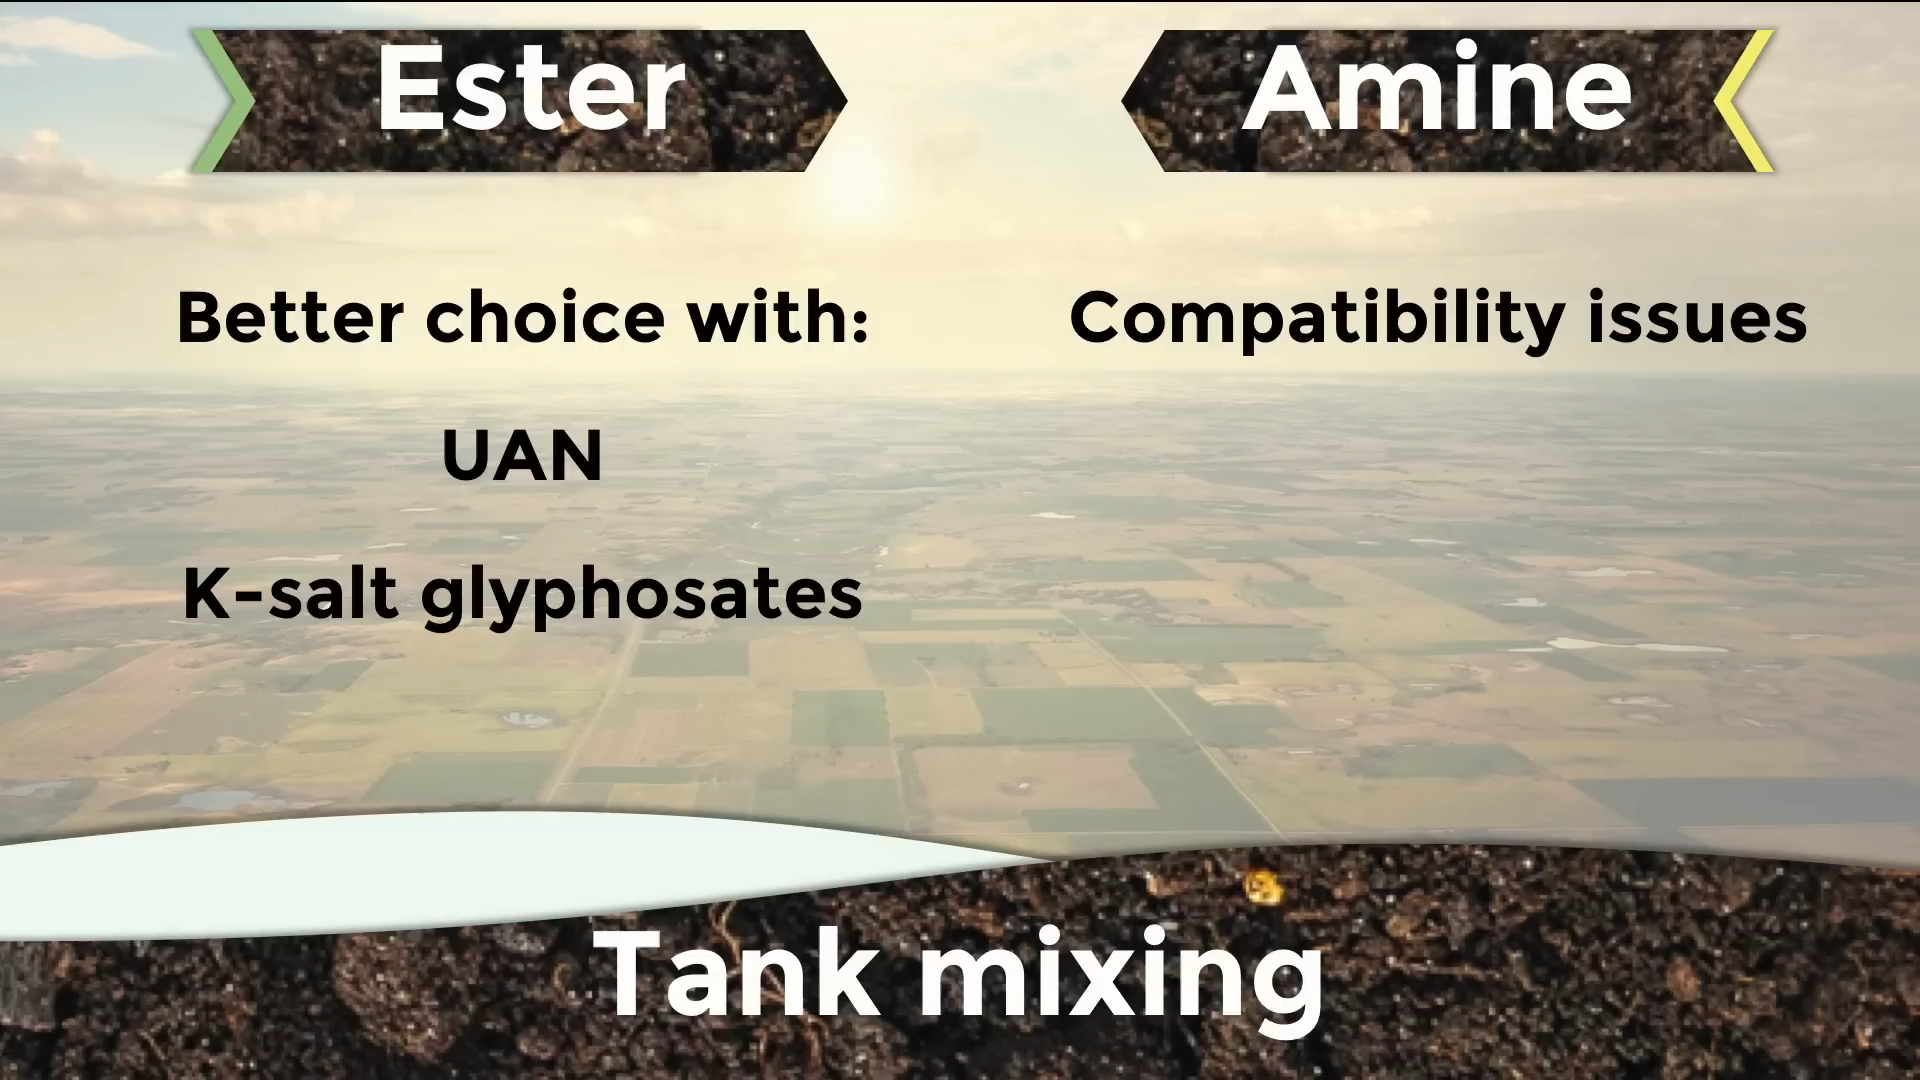 Ester
Amine
Better choice with:
UAN
K-salt glyphosates
Compatibility issues
Tank mixing